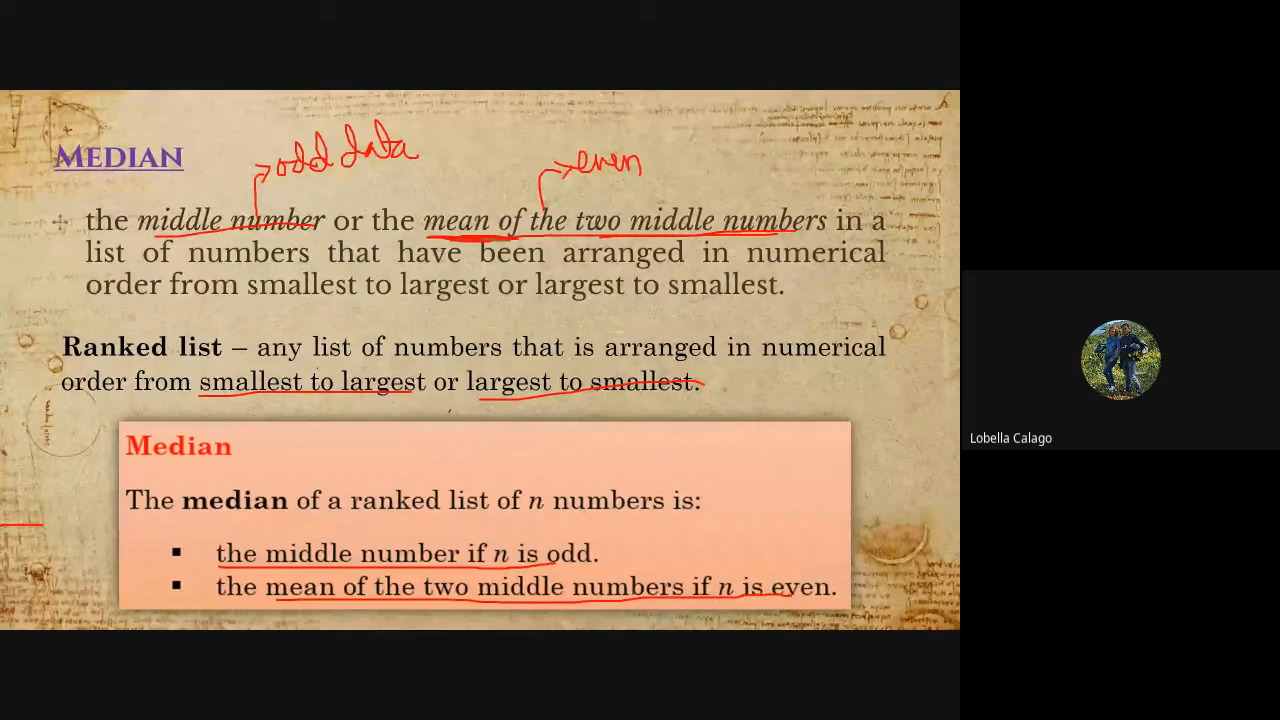 MEDIAN
odd data
even
the middle number or the mean of the two middle numbers in a
list of numbers that have been arranged in numerical
order from smallest to largest or largest to smallest.
Ranked list – any list of numbers that is arranged in numerical
order from smallest to largest or largest to smallest.
Median
The median of a ranked list of n numbers is:
▪ the middle number if n is odd.
▪ the mean of the two middle numbers if n is even.
Lobella Calago